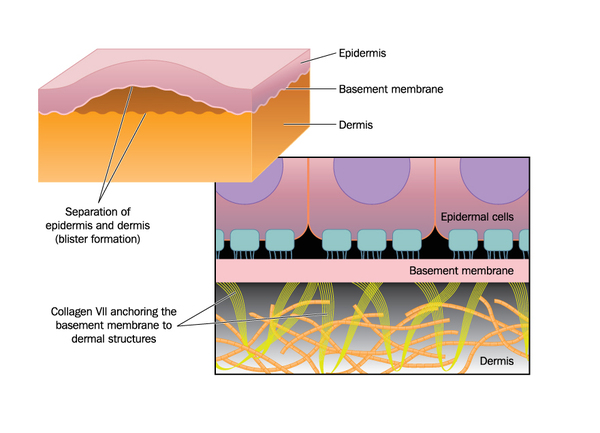 Epidermis
Basement membrane
Dermis
Separation of
epidermis and dermis
(blister formation)
Epidermal cells
Basement membrane
Collagen VII anchoring the
basement membrane to
dermal structures
Dermis